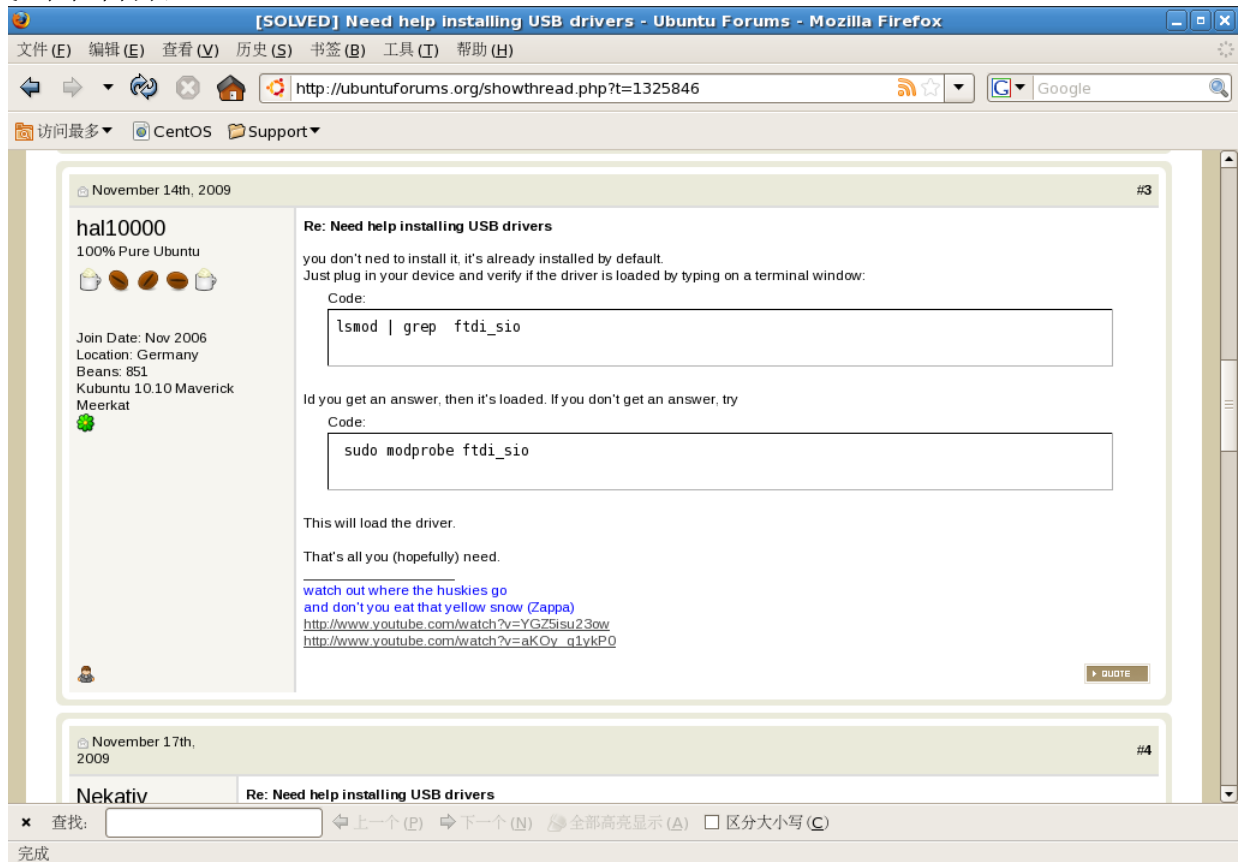 [SOLVED] Need help installing USB drivers - Ubuntu Forums - Mozilla Firefox
文件(F) 编辑(E) 查看(V) 历史(S) 书签(B) 工具(T) 帮助(H)
http://ubuntuforums.org/showthread.php?t=1325846
G Google
访问最多 CentOS Support
November 14th, 2009 #3
hal10000
100% Pure Ubuntu
Join Date: Nov 2006
Location: Germany
Beans: 851
Kubuntu 10.10 Maverick
Meerkat
Re: Need help installing USB drivers
you don't ned to install it, it's already installed by default.
Just plug in your device and verify if the driver is loaded by typing on a terminal window:
Code:
lsmod | grep  ftdi_sio
Id you get an answer, then it's loaded. If you don't get an answer, try
Code:
sudo modprobe ftdi_sio
This will load the driver.
That's all you (hopefully) need.
watch out where the huskies go
and don't you eat that yellow snow (Zappa)
http://www.youtube.com/watch?v=YGZ5isu23ow
http://www.youtube.com/watch?v=aKOy_q1ykP0
QUOTE
November 17th,
2009
#4
Nekativ
Re: Need help installing USB drivers
查找: 上一个(P) 下一个(N) 全部高亮显示(A) 区分大小写(C)
完成